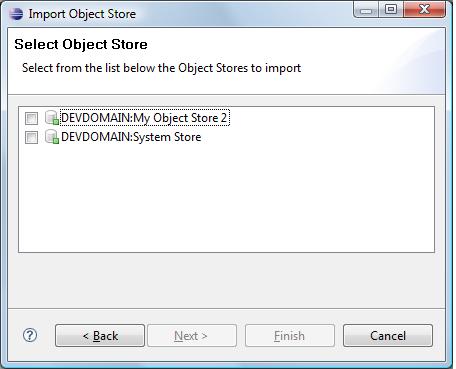 Import Object Store
Select Object Store
Select from the list below the Object Stores to import
DEVDOMAIN:My Object Store 2
DEVDOMAIN:System Store
? < Back Next > Finish Cancel